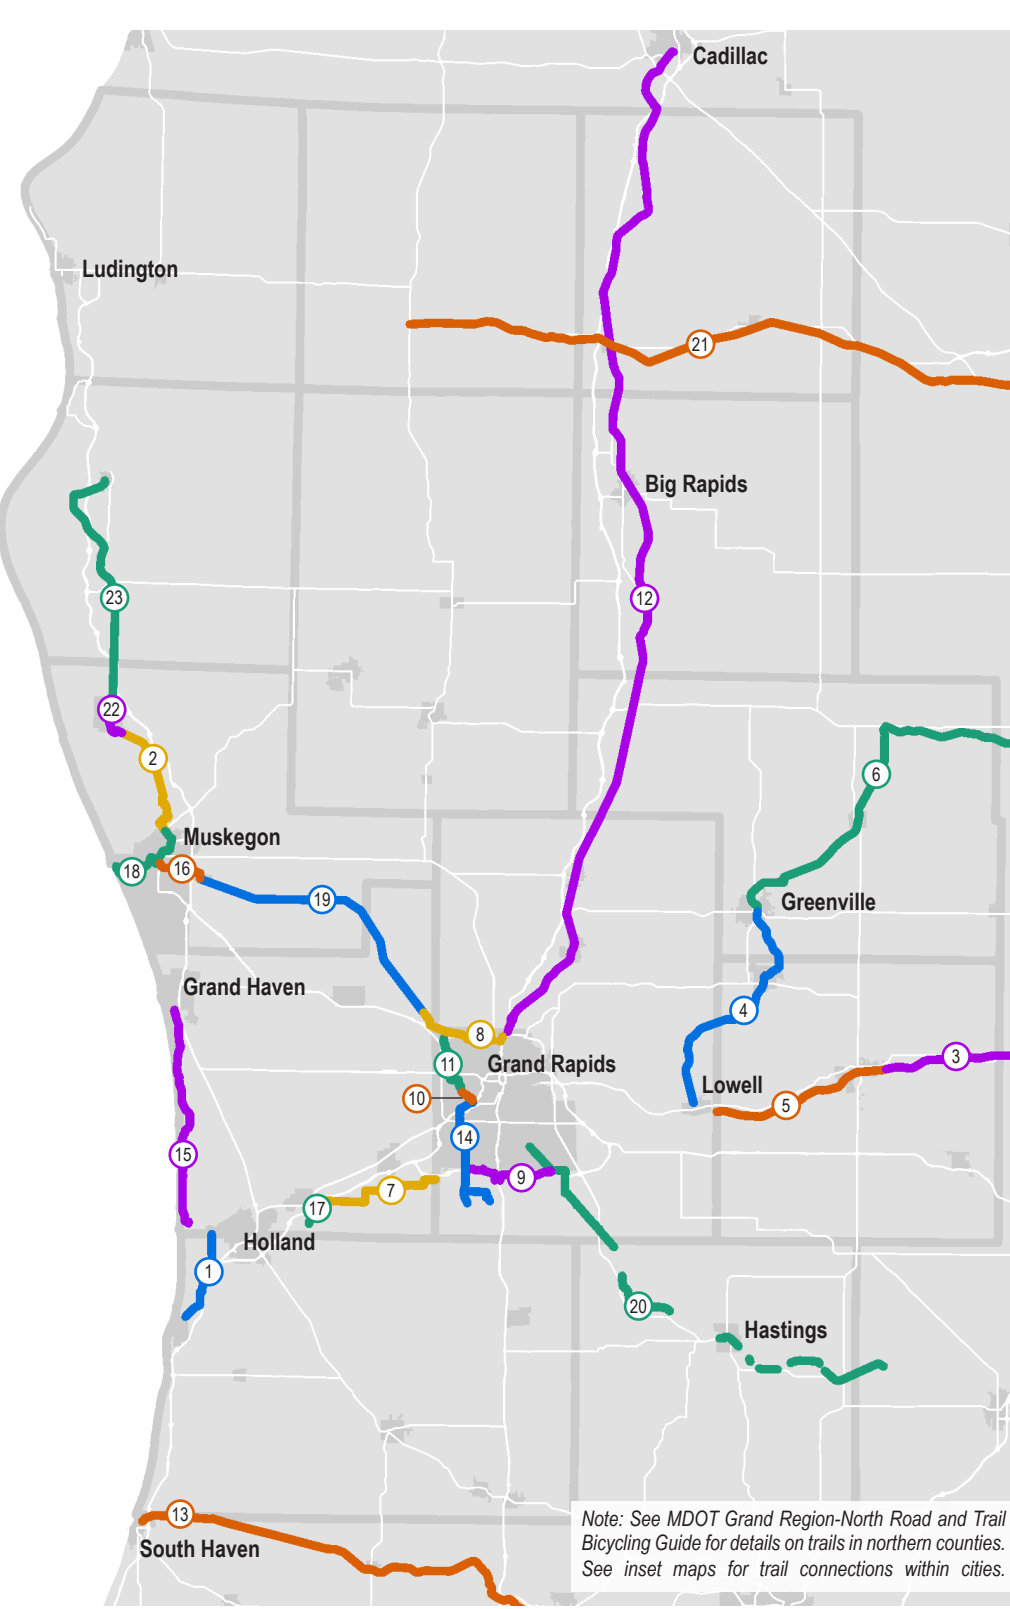 Cadillac
Ludington
21
Big Rapids
23
12
22
2
6
Muskegon
18
16
19
Greenville
Grand Haven
4
8
3
11
Grand Rapids
Lowell
10
5
14
15
9
7
17
Holland
1
20
Hastings
13
South Haven
Note: See MDOT Grand Region-North Road and Trail
Bicycling Guide for details on trails in northern counties.
See inset maps for trail connections within cities.